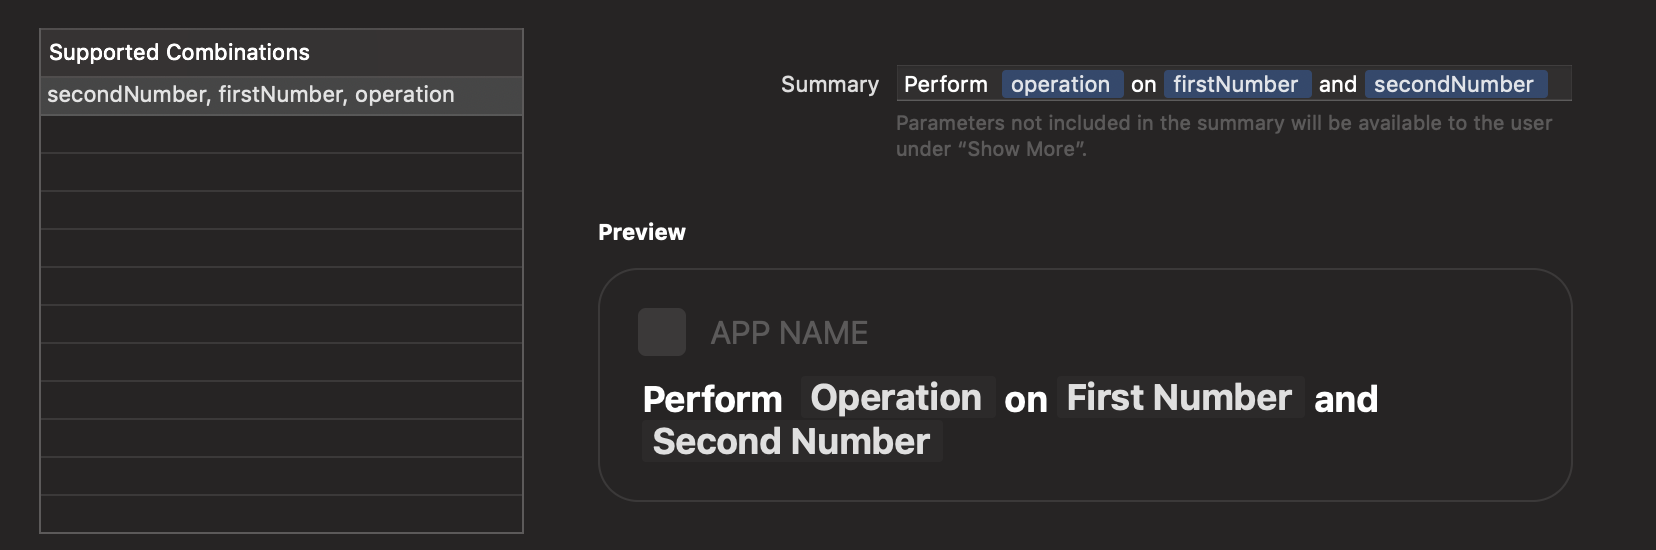 Supported Combinations
secondNumber, firstNumber, operation
Summary Perform operation on firstNumber and secondNumber
Parameters not included in the summary will be available to the user
under “Show More”.
Preview
APP NAME
Perform Operation on First Number and
Second Number